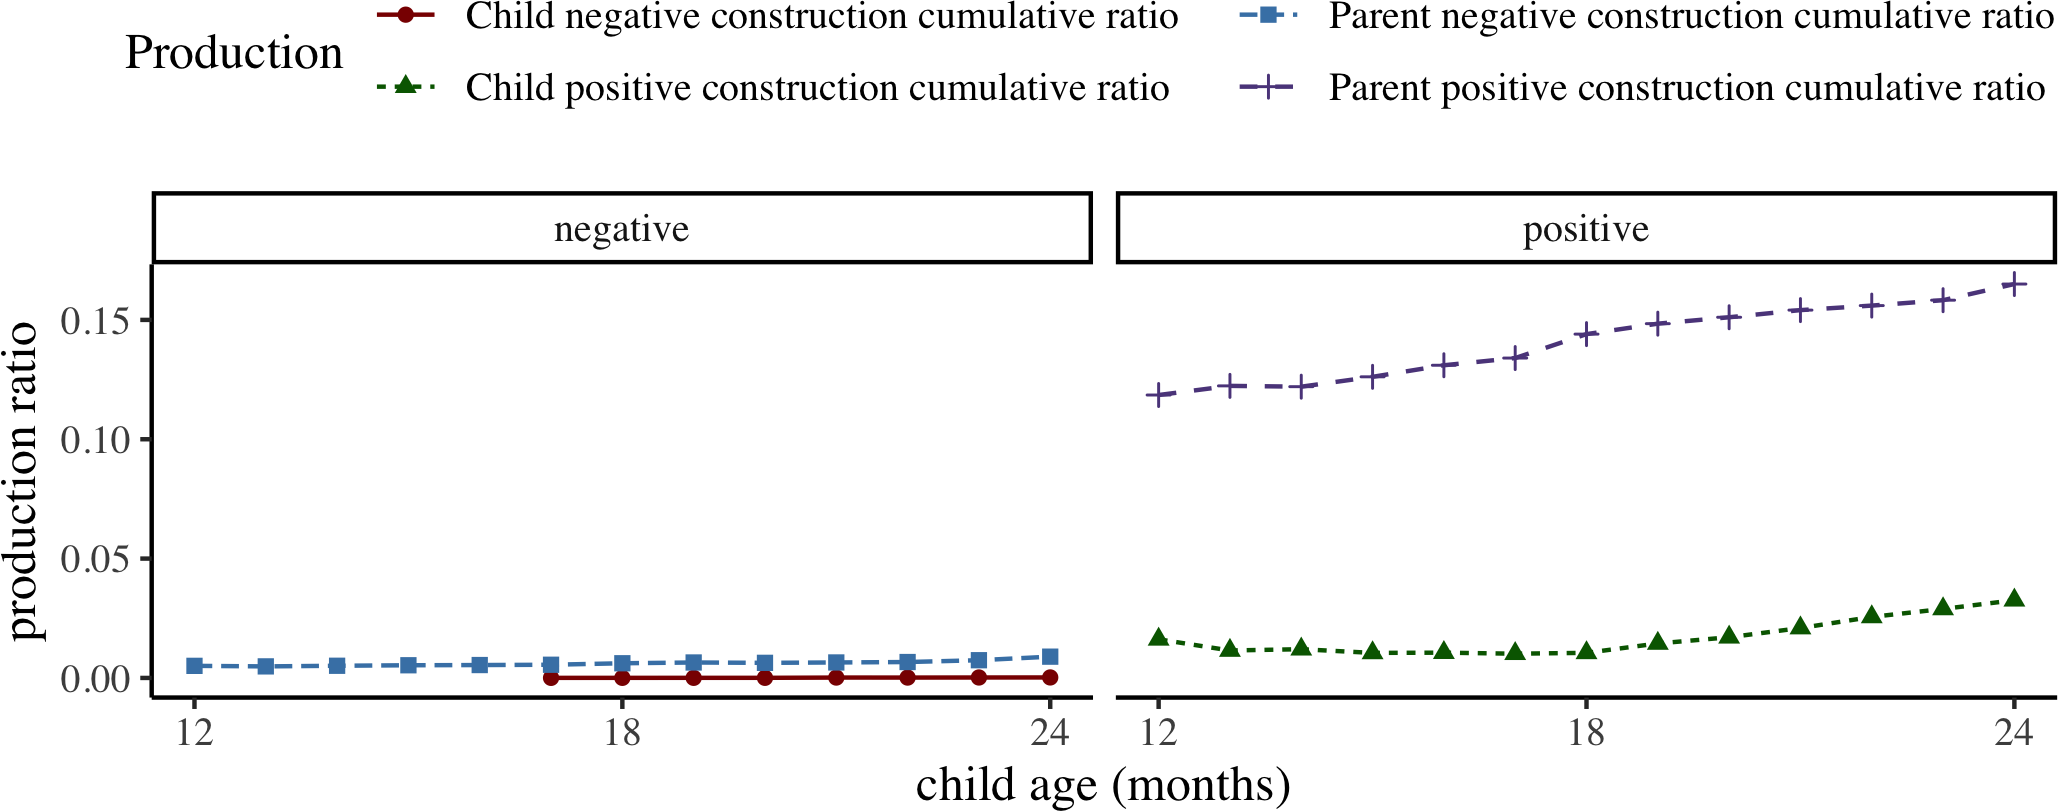 Production
Child negative construction cumulative ratio
Parent negative construction cumulative ratio
Child positive construction cumulative ratio
Parent positive construction cumulative ratio
negative
positive
production ratio
0.15
0.10
0.05
0.00
12
18
24
12
18
24
child age (months)